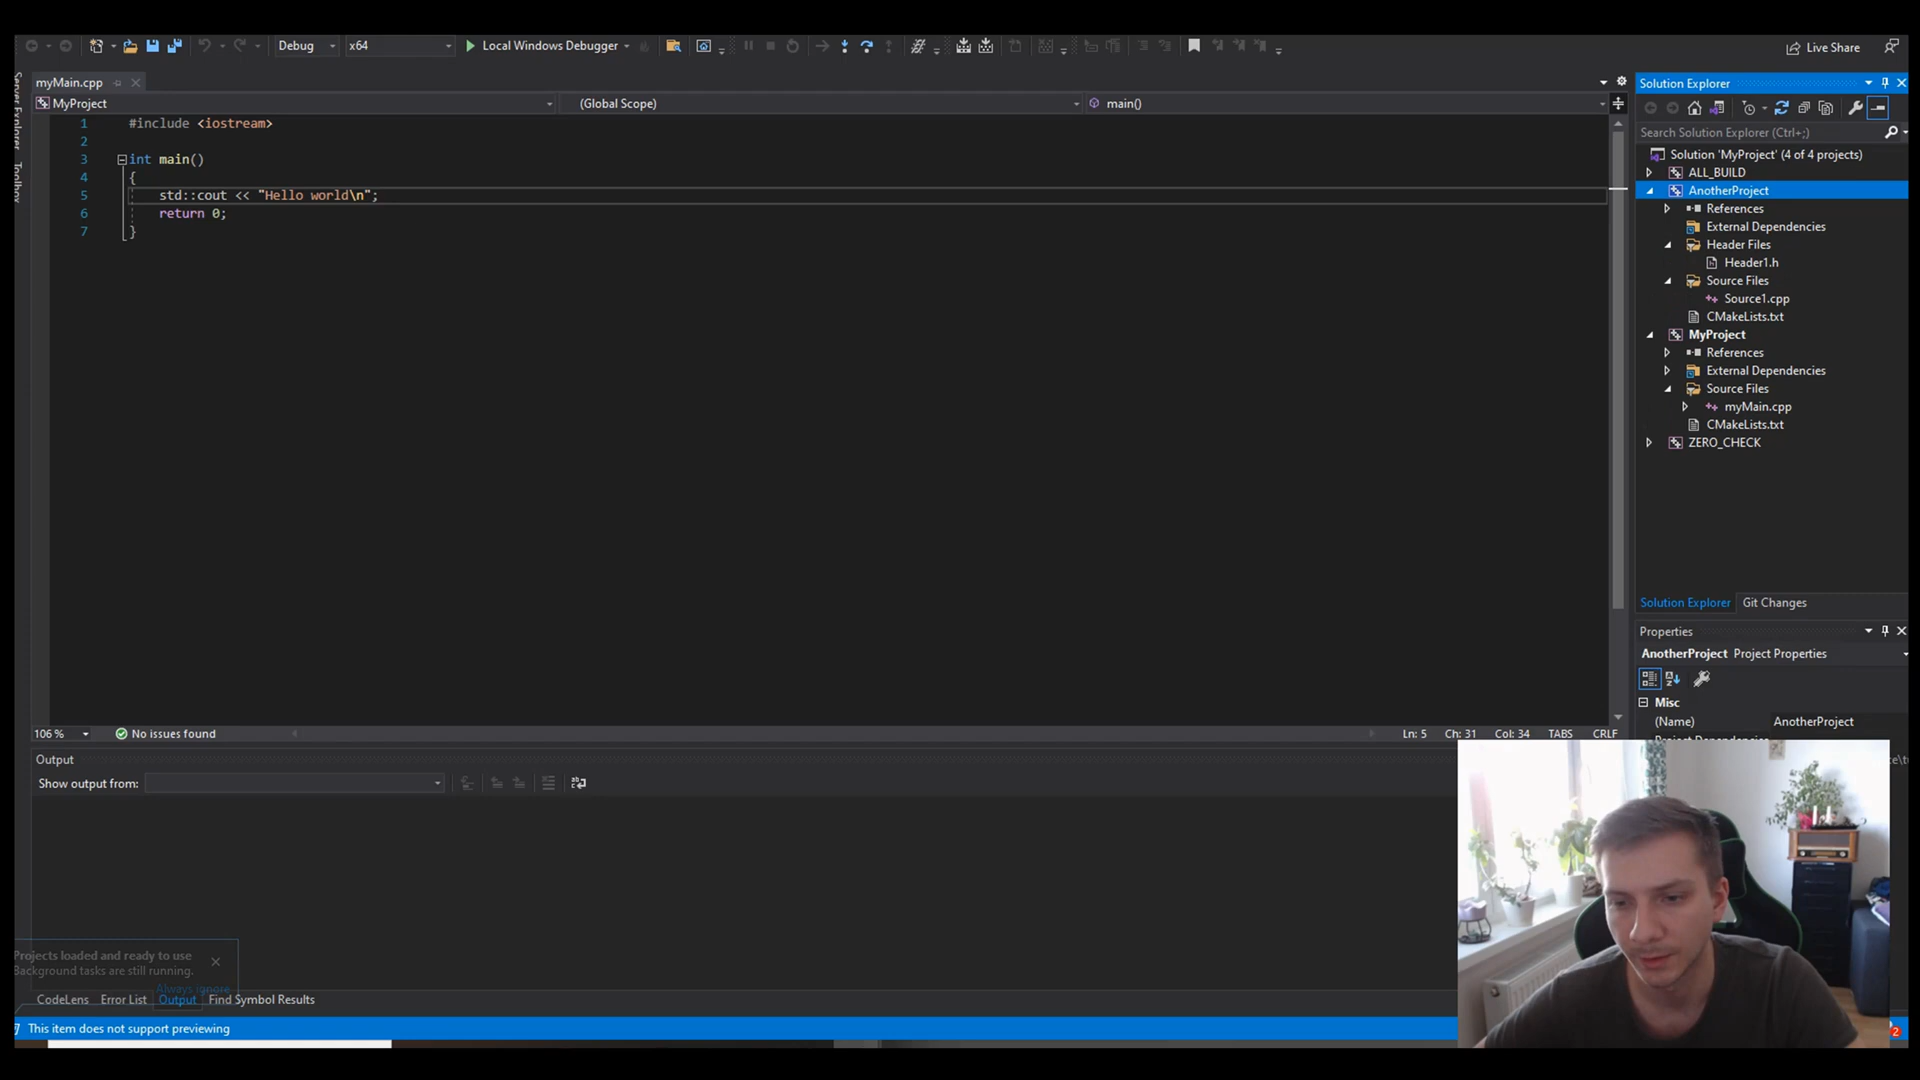 Debug
x64
Local Windows Debugger
Live Share
Server Explorer
Toolbox
myMain.cpp
MyProject
(Global Scope)
main()
1 #include <iostream>
2
3 int main()
4 {
5 std::cout << "Hello world\n";
6 return 0;
7 }
Solution Explorer
Search Solution Explorer (Ctrl+;)
Solution 'MyProject' (4 of 4 projects)
ALL_BUILD
AnotherProject
References
External Dependencies
Header Files
Header1.h
Source Files
Source1.cpp
CMakeLists.txt
MyProject
References
External Dependencies
Source Files
myMain.cpp
CMakeLists.txt
ZERO_CHECK
Solution Explorer Git Changes
Properties
AnotherProject Project Properties
Misc
(Name) AnotherProject
106 % No issues found
Ln: 5 Ch: 31 Col: 34 TABS CRLF
Output
Show output from:
Projects loaded and ready to use
Background tasks are still running.
Always ignore
CodeLens Error List Output Find Symbol Results
This item does not support previewing
2